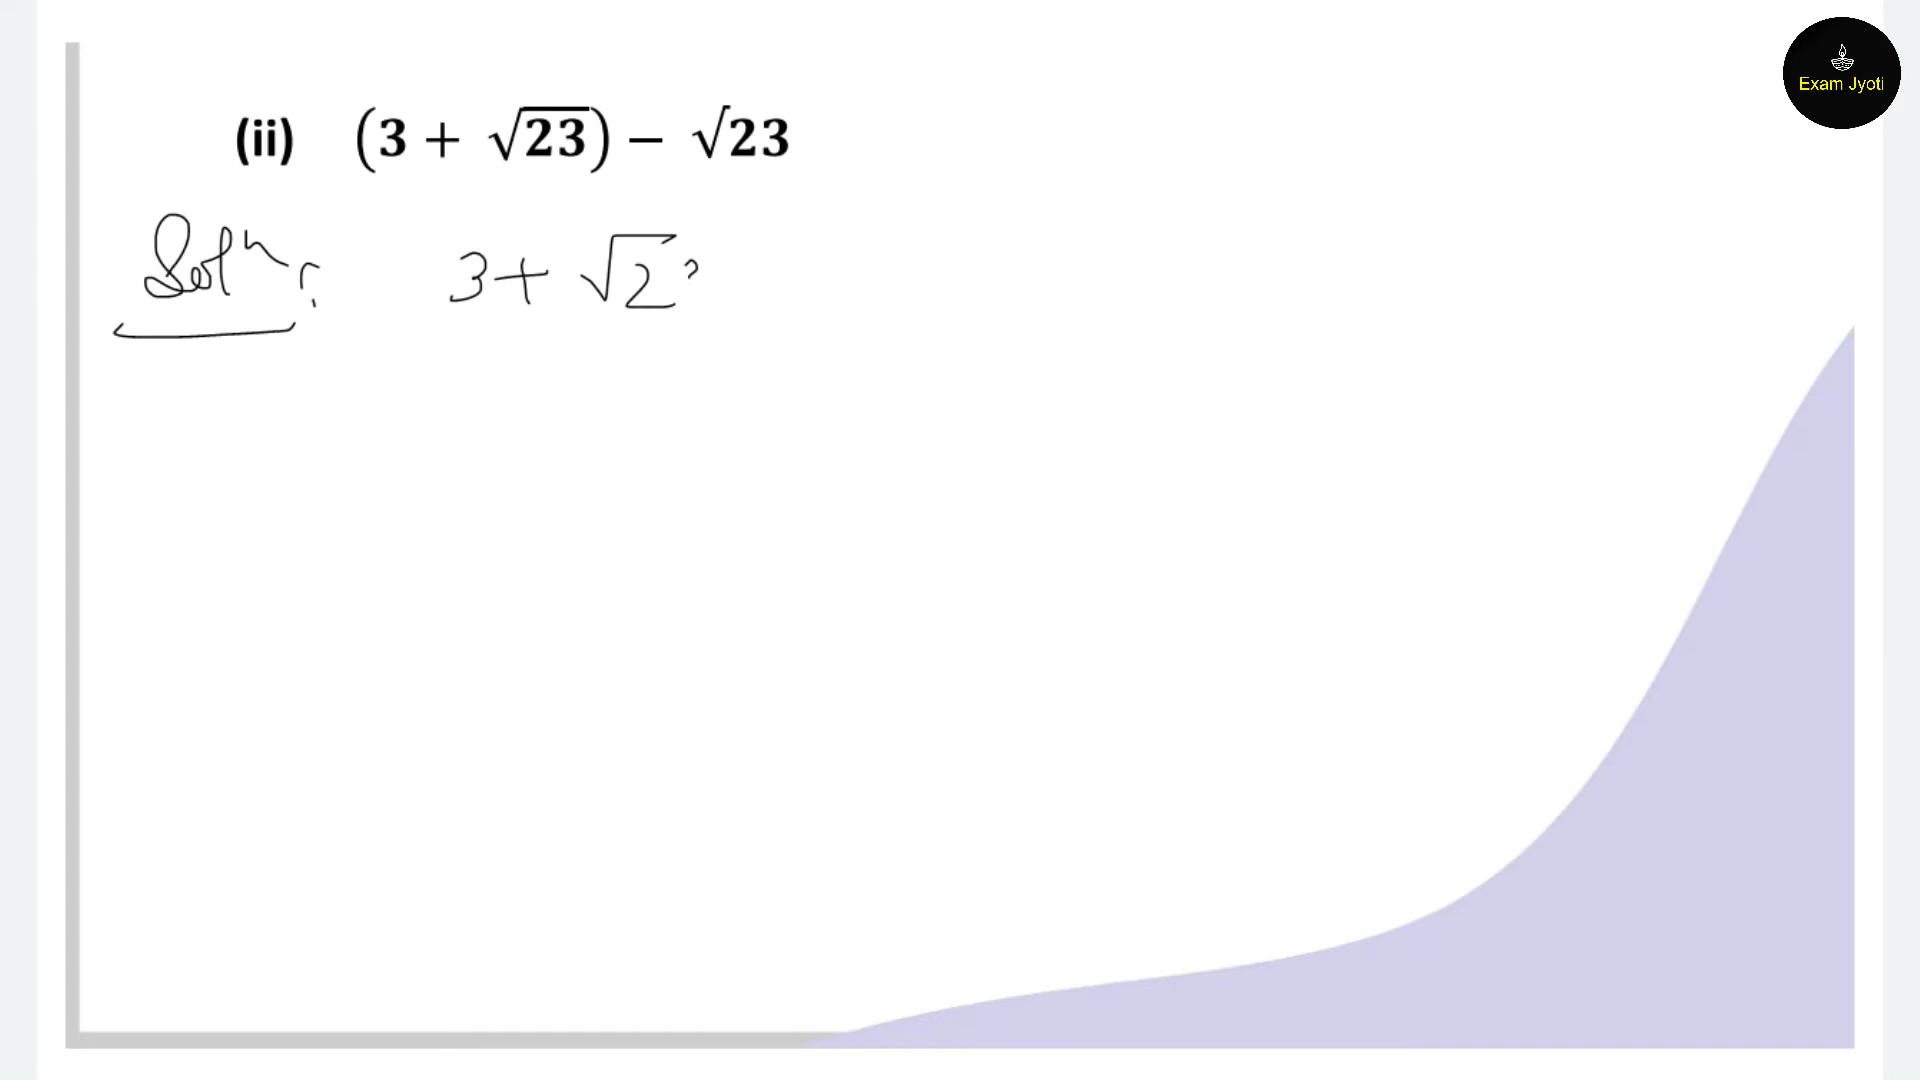 Exam Jyoti
(ii) (3 + √23) − √23
Solⁿ: 3 + √2